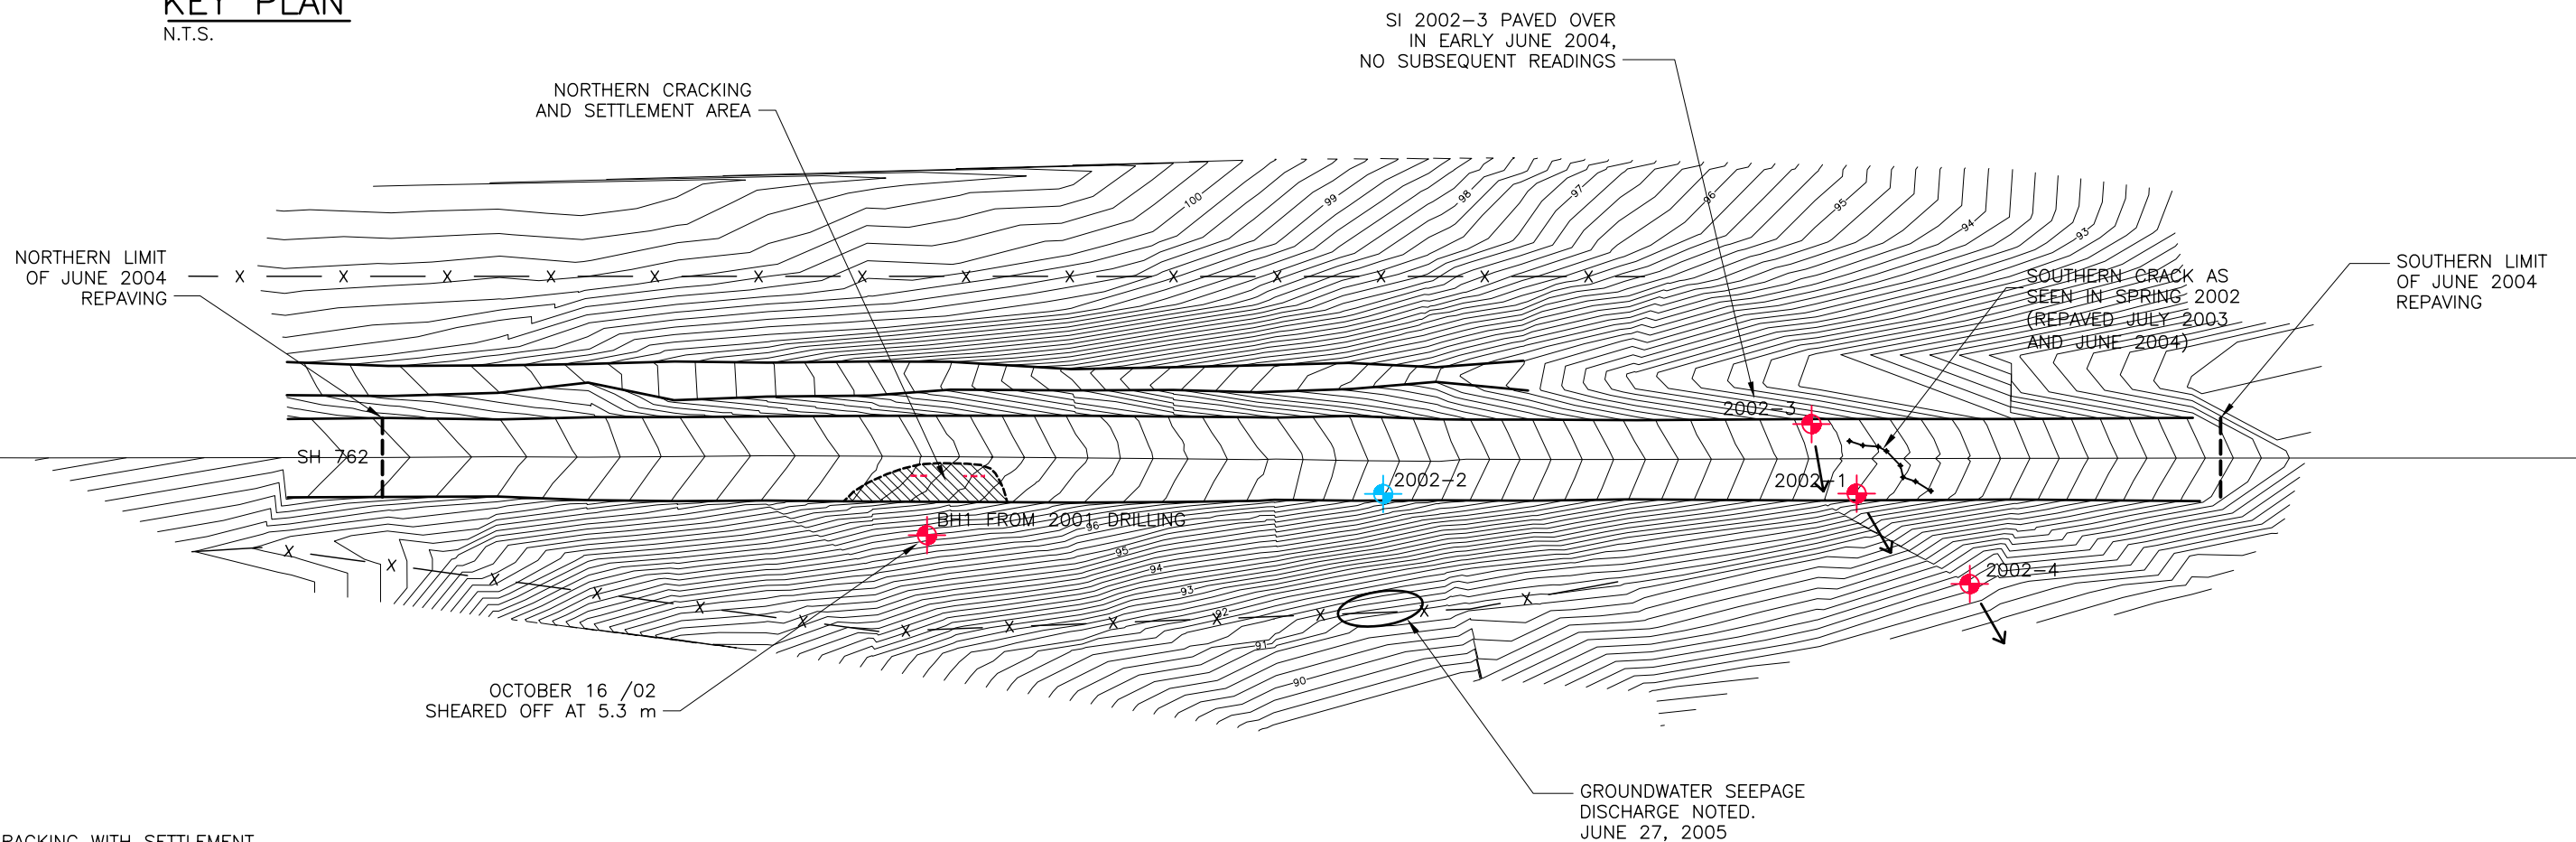 KEY PLAN
N.T.S.
SI 2002-3 PAVED OVER
IN EARLY JUNE 2004,
NO SUBSEQUENT READINGS
NORTHERN CRACKING
AND SETTLEMENT AREA
100
99
98
97
96
95
94
93
NORTHERN LIMIT
OF JUNE 2004
REPAVING
SOUTHERN CRACK AS
SEEN IN SPRING 2002
(REPAVED JULY 2003
AND JUNE 2004)
SOUTHERN LIMIT
OF JUNE 2004
REPAVING
2002-3
SH 762
2002-2
2002-1
BH1 FROM 2001 DRILLING
96
95
94
93
92
91
90
2002-4
OCTOBER 16 /02
SHEARED OFF AT 5.3 m
GROUNDWATER SEEPAGE
DISCHARGE NOTED.
JUNE 27, 2005
RACKING WITH SETTLEMENT